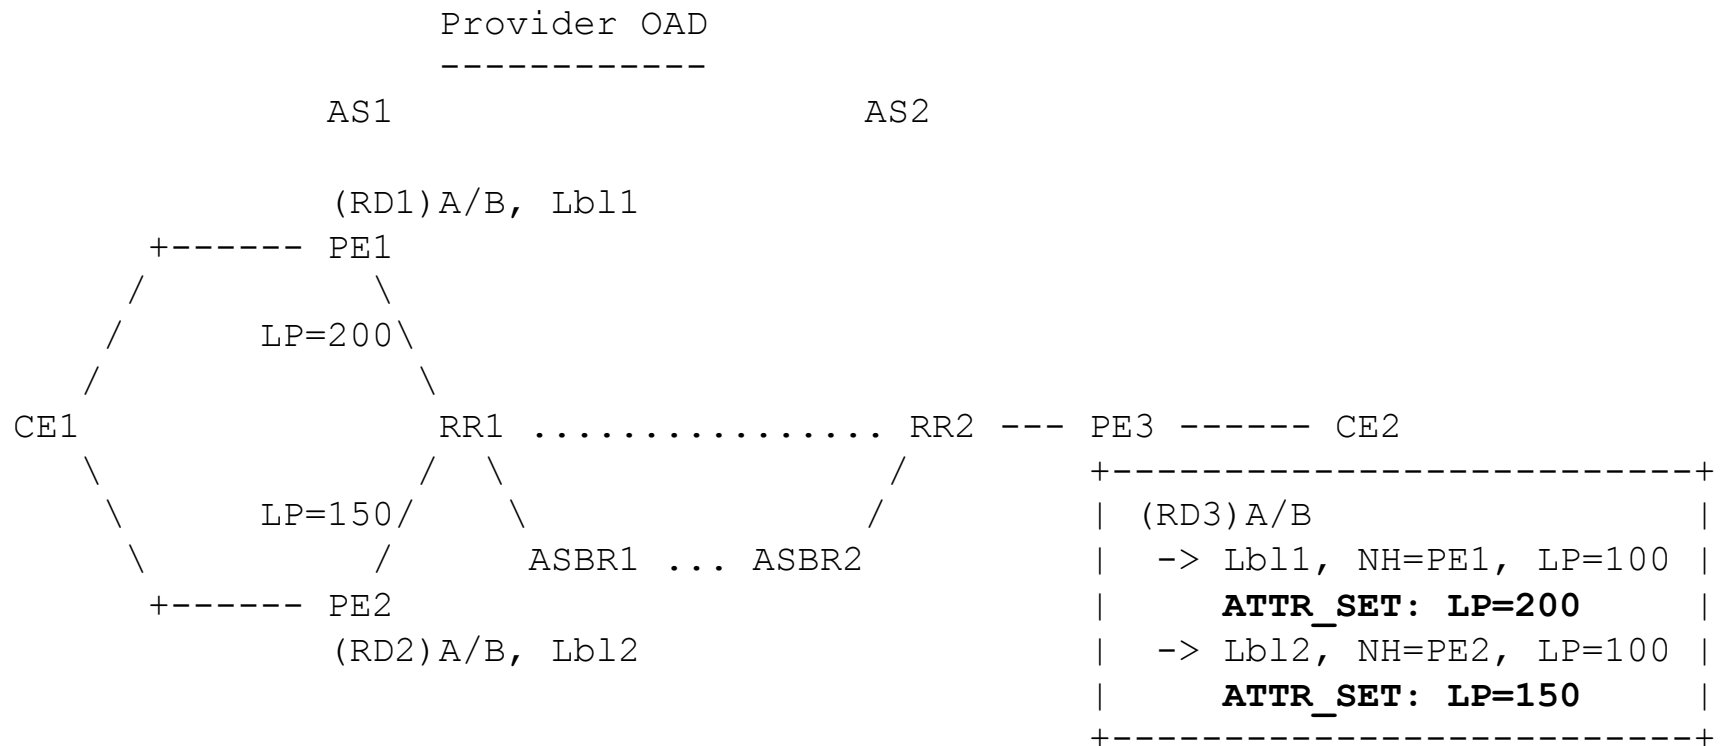 Provider OAD
------------
AS1 AS2
(RD1)A/B, Lbl1
+------ PE1
/ \
/ LP=200\
/ \
CE1 RR1 ................ RR2 --- PE3 ------ CE2
\ / \ / +--------------------------+
\ LP=150/ \ / | (RD3)A/B |
\ / ASBR1 ... ASBR2 | -> Lbl1, NH=PE1, LP=100 |
+------ PE2 | ATTR_SET: LP=200 |
(RD2)A/B, Lbl2 | -> Lbl2, NH=PE2, LP=100 |
| ATTR_SET: LP=150 |
+--------------------------+